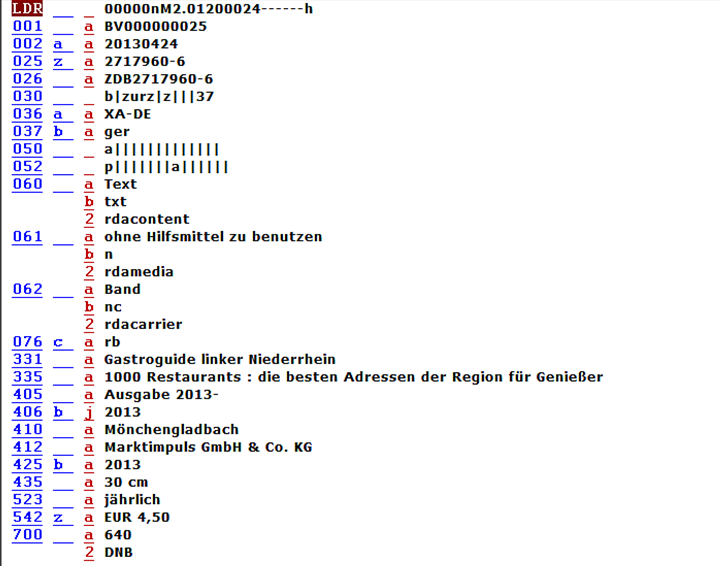 LDR _ 00000nM2.01200024------h
001 a BV000000025
002 a a 20130424
025 z a 2717960-6
026 a ZDB2717960-6
030 _ b|zurz|z|||37
036 a a XA-DE
037 b a ger
050 _ a|||||||||||||
052 _ p|||||||a||||||
060 a Text
b txt
2 rdacontent
061 a ohne Hilfsmittel zu benutzen
b n
2 rdamedia
062 a Band
b nc
2 rdacarrier
076 c a rb
331 a Gastroguide linker Niederrhein
335 a 1000 Restaurants : die besten Adressen der Region für Genießer
405 a Ausgabe 2013-
406 b j 2013
410 a Mönchengladbach
412 a Marktimpuls GmbH & Co. KG
425 b a 2013
435 a 30 cm
523 a jährlich
542 z a EUR 4,50
700 a 640
2 DNB